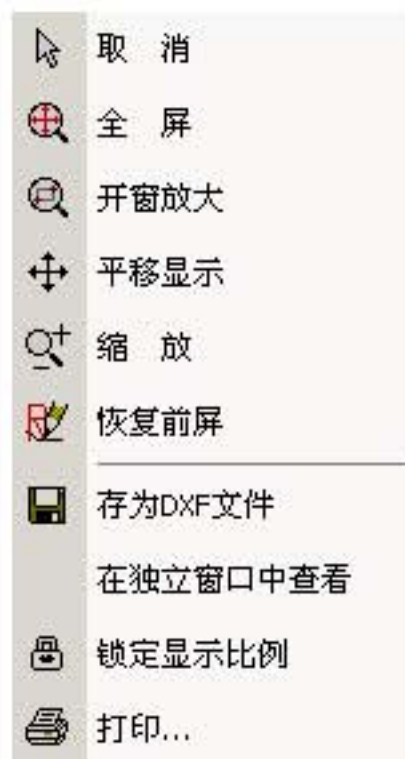 取 消
全 屏
开窗放大
平移显示
缩 放
恢复前屏
存为DXF文件
在独立窗口中查看
锁定显示比例
打印...